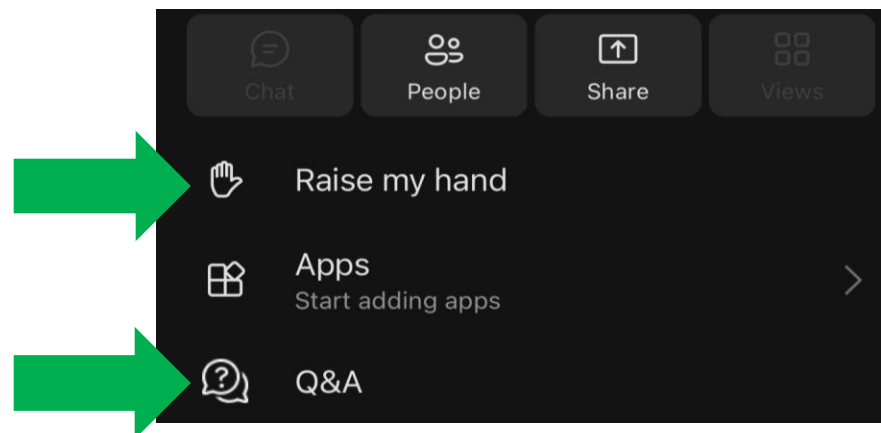 Chat
People
Share
Views
Raise my hand
Apps
Start adding apps
Q&A